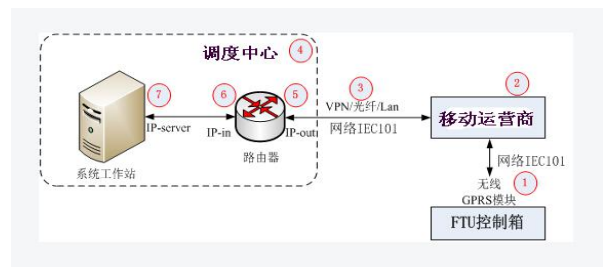 调度中心 4
7
6
5
3
2
VPN/光纤/Lan
移动运营商
IP-server
IP-in
IP-out
网络IEC101
路由器
网络IEC101
系统工作站
无线 1
GPRS模块
FTU控制箱